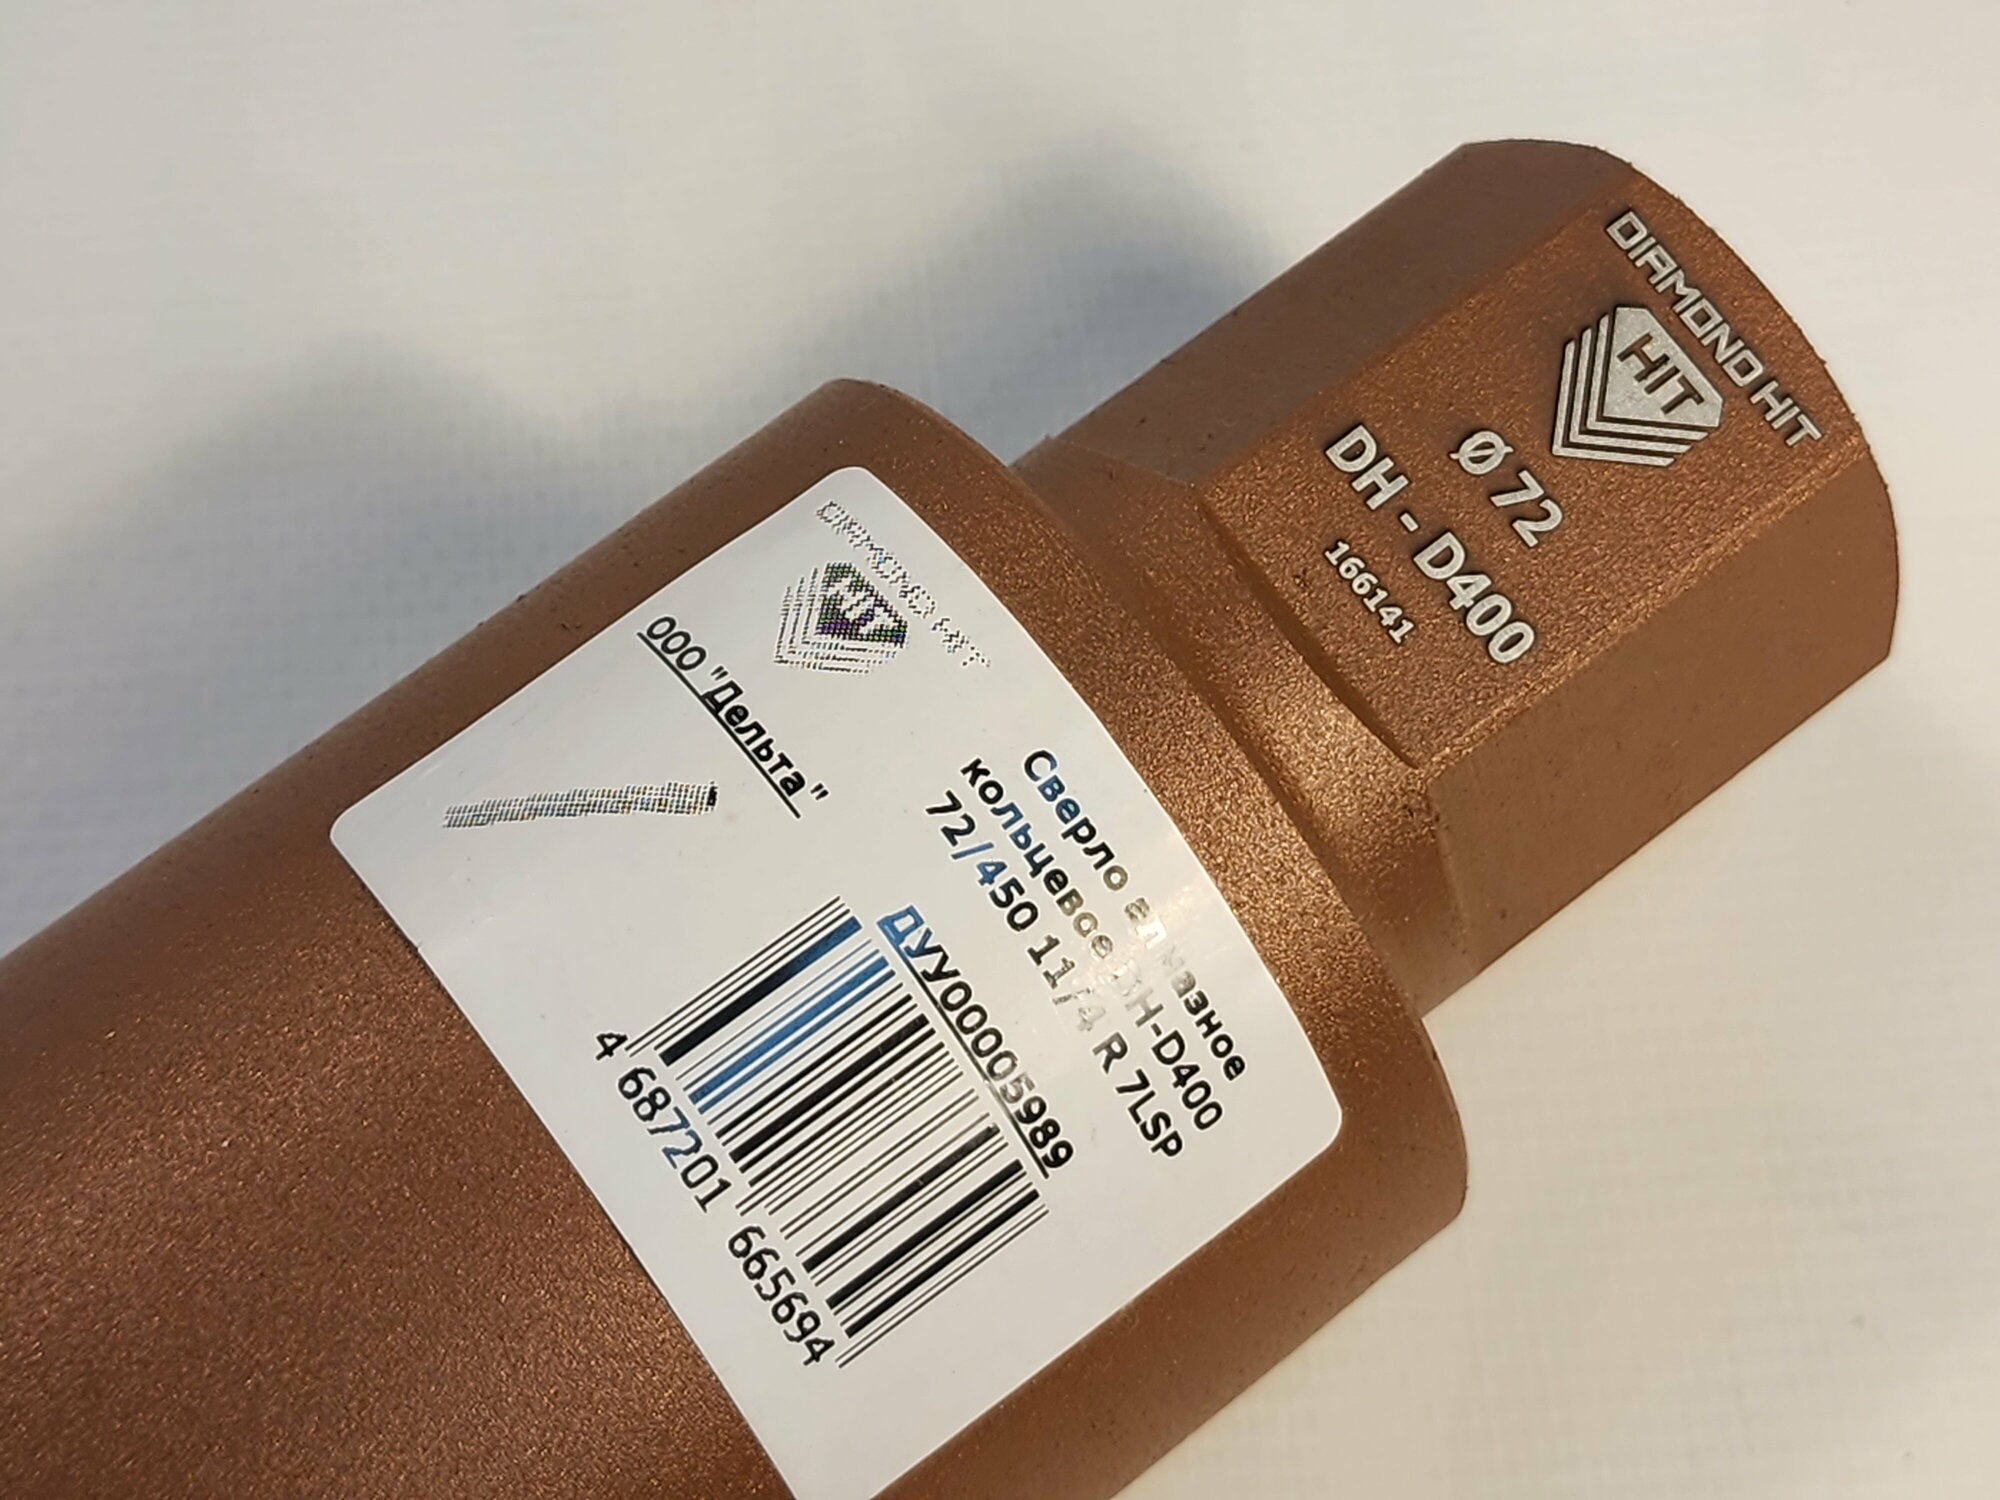 DIAMOND HIT
HIT
Ø 72
DH - D400
166141
DIAMOND HIT
HIT
ООО "Дельта"
Сверло алмазное
кольцевое DH-D400
72/450 11/4 R 7LSP
ДУУ00005989
4 687201 665694